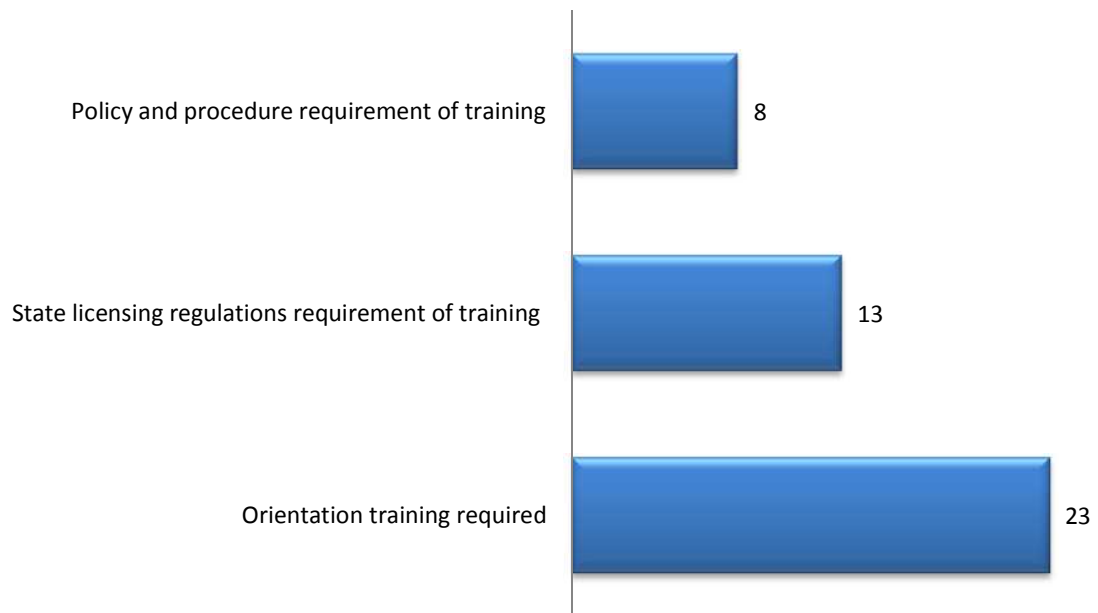 Policy and procedure requirement of training
8
State licensing regulations requirement of training
13
Orientation training required
23